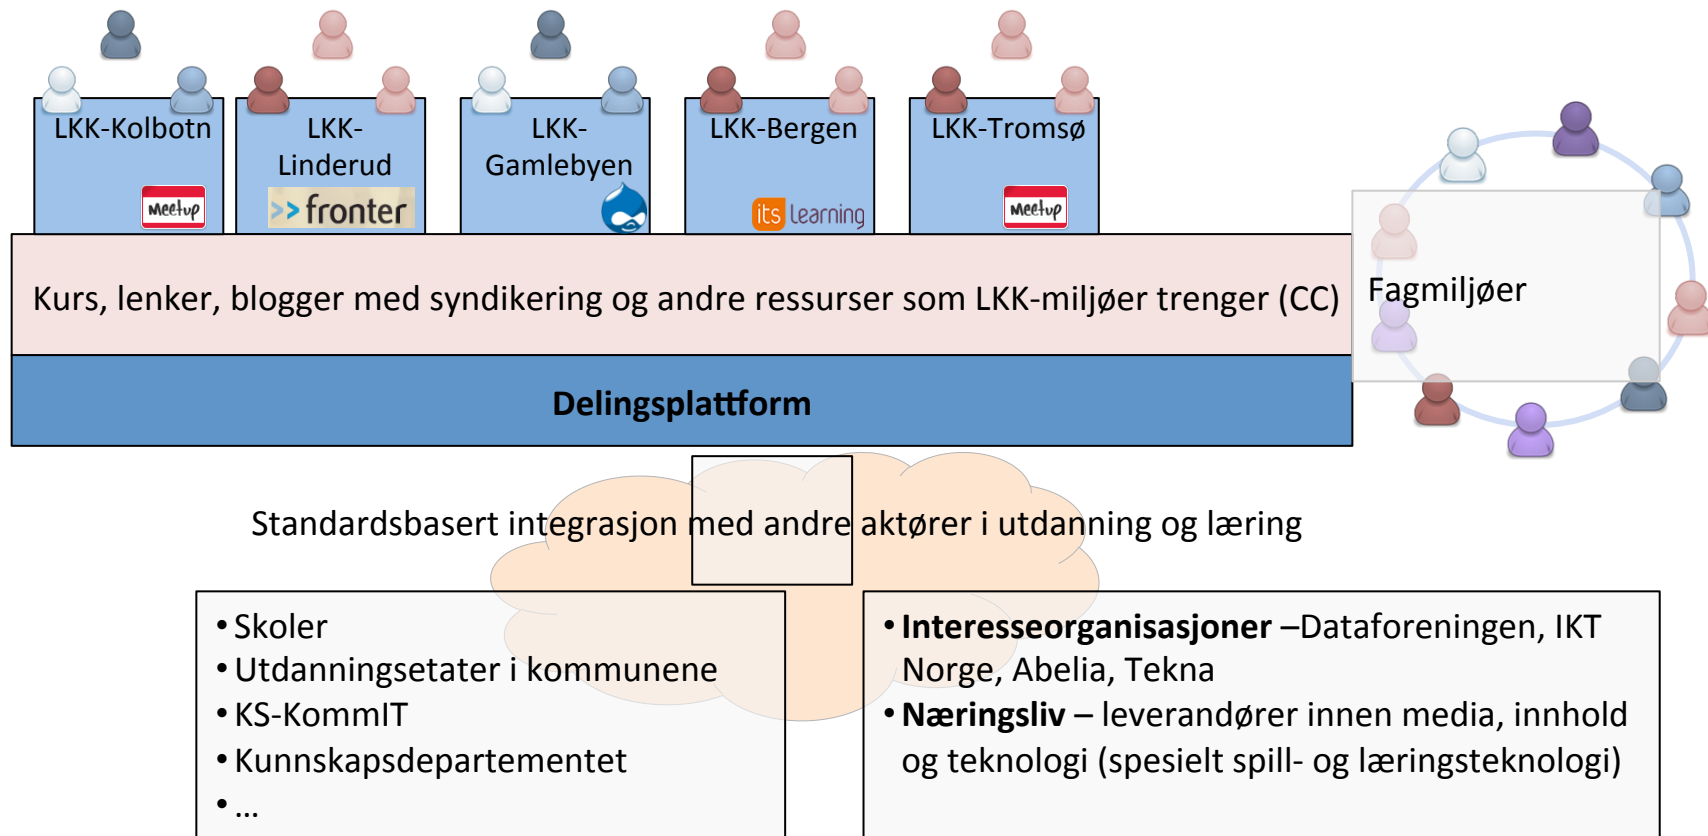 LKK-Kolbotn
Meetup
LKK-
Linderud
>> fronter
LKK-
Gamlebyen
LKK-Bergen
its Learning
LKK-Tromsø
Meetup
Kurs, lenker, blogger med syndikering og andre ressurser som LKK-miljøer trenger (CC)
Fagmiljøer
Delingsplattform
Standardsbasert integrasjon med andre aktører i utdanning og læring
• Skoler
• Utdanningsetater i kommunene
• KS-KommIT
• Kunnskapsdepartementet
• ...
• Interesseorganisasjoner –Dataforeningen, IKT
Norge, Abelia, Tekna
• Næringsliv – leverandører innen media, innhold
og teknologi (spesielt spill- og læringsteknologi)